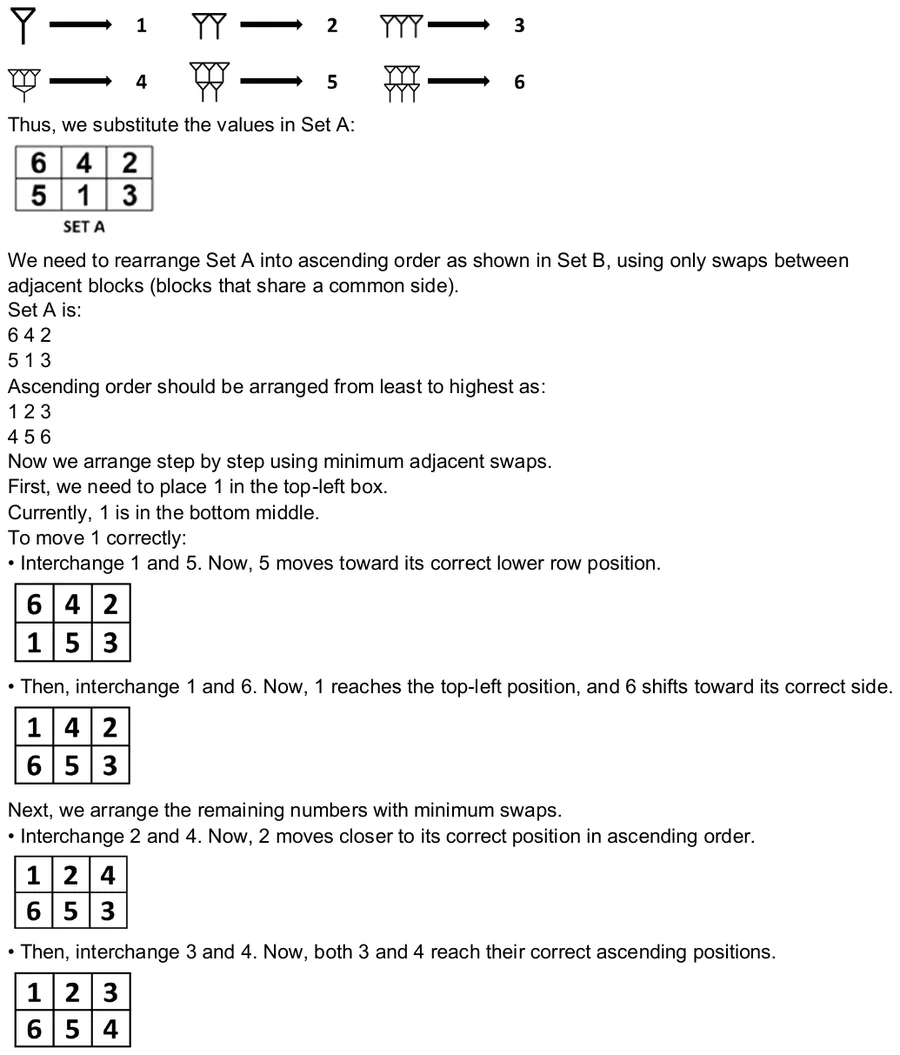 1 2 3
4 5 6
Thus, we substitute the values in Set A:
6 4 2
5 1 3
SET A
We need to rearrange Set A into ascending order as shown in Set B, using only swaps between
adjacent blocks (blocks that share a common side).
Set A is:
6 4 2
5 1 3
Ascending order should be arranged from least to highest as:
1 2 3
4 5 6
Now we arrange step by step using minimum adjacent swaps.
First, we need to place 1 in the top-left box.
Currently, 1 is in the bottom middle.
To move 1 correctly:
• Interchange 1 and 5. Now, 5 moves toward its correct lower row position.
6 4 2
1 5 3
• Then, interchange 1 and 6. Now, 1 reaches the top-left position, and 6 shifts toward its correct side.
1 4 2
6 5 3
Next, we arrange the remaining numbers with minimum swaps.
• Interchange 2 and 4. Now, 2 moves closer to its correct position in ascending order.
1 2 4
6 5 3
• Then, interchange 3 and 4. Now, both 3 and 4 reach their correct ascending positions.
1 2 3
6 5 4